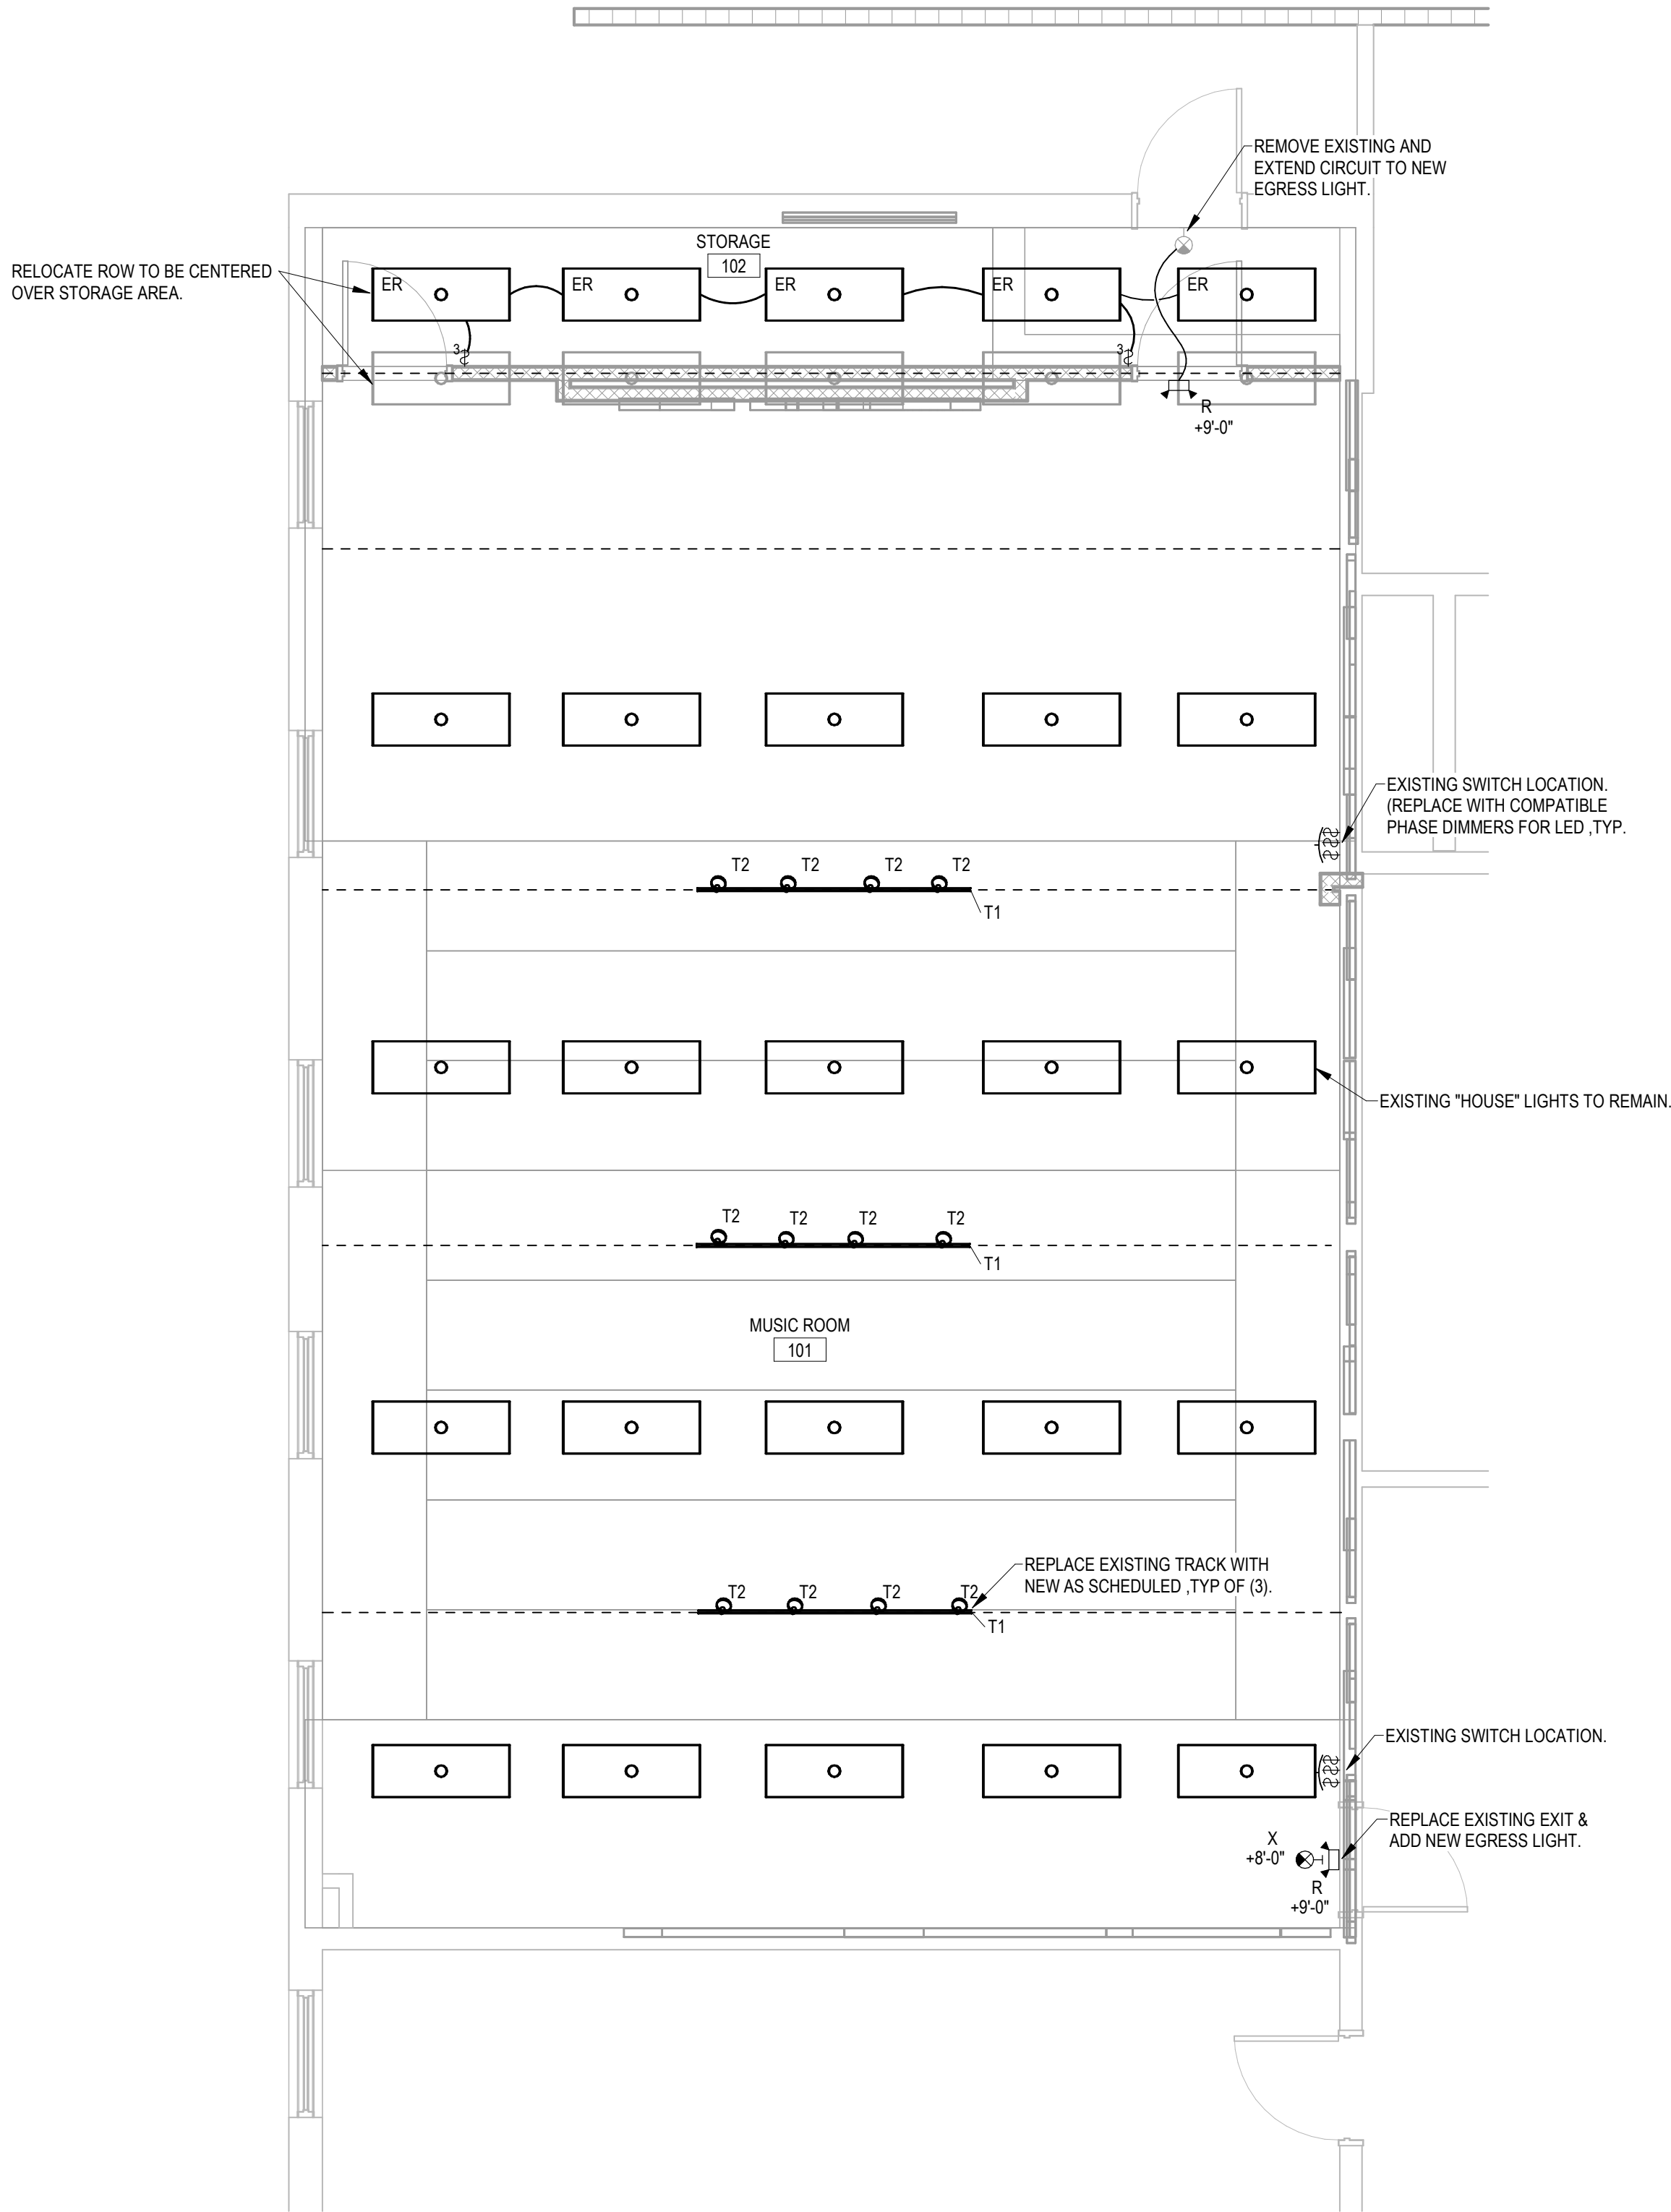 REMOVE EXISTING AND
EXTEND CIRCUIT TO NEW
EGRESS LIGHT.
STORAGE
102
RELOCATE ROW TO BE CENTERED
OVER STORAGE AREA.
ER
ER
ER
ER
ER
3
3
R
+9'-0"
EXISTING SWITCH LOCATION.
(REPLACE WITH COMPATIBLE
PHASE DIMMERS FOR LED ,TYP.
$$$
T2
T2
T2
T2
T1
EXISTING "HOUSE" LIGHTS TO REMAIN.
T2
T2
T2
T2
T1
MUSIC ROOM
101
REPLACE EXISTING TRACK WITH
NEW AS SCHEDULED ,TYP OF (3).
T2
T2
T2
T2
T1
EXISTING SWITCH LOCATION.
$$$
REPLACE EXISTING EXIT &
ADD NEW EGRESS LIGHT.
X
+8'-0"
R
+9'-0"